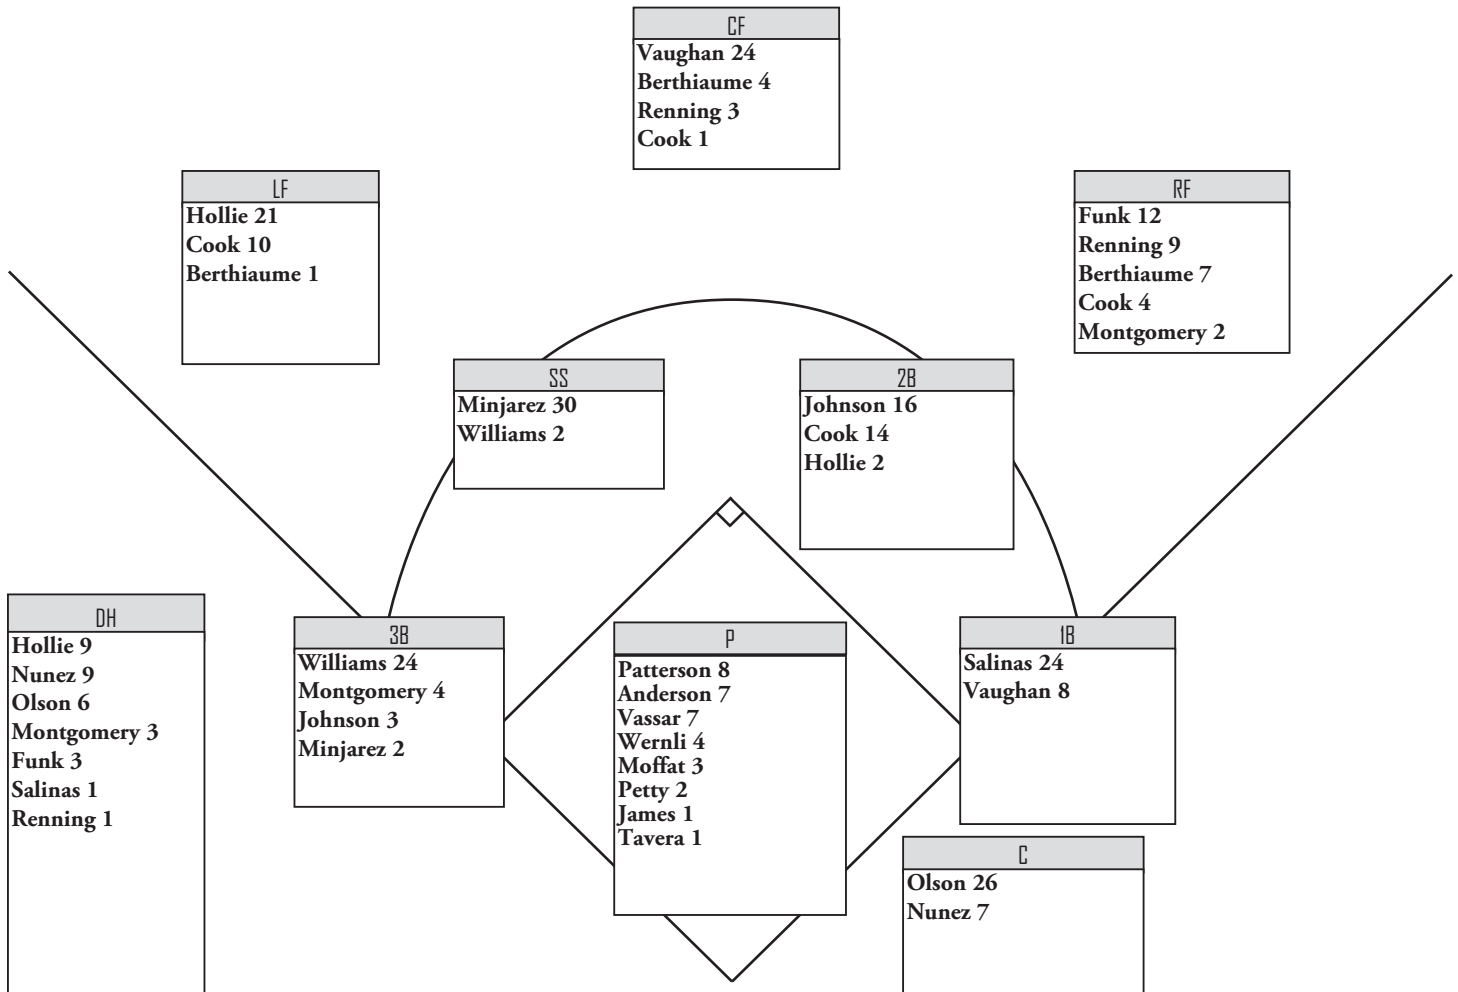 CF
Vaughan 24
Berthiaume 4
Renning 3
Cook 1
LF
Hollie 21
Cook 10
Berthiaume 1
RF
Funk 12
Renning 9
Berthiaume 7
Cook 4
Montgomery 2
SS
Minjarez 30
Williams 2
2B
Johnson 16
Cook 14
Hollie 2
DH
Hollie 9
Nunez 9
Olson 6
Montgomery 3
Funk 3
Salinas 1
Renning 1
3B
Williams 24
Montgomery 4
Johnson 3
Minjarez 2
P
Patterson 8
Anderson 7
Vassar 7
Wernli 4
Moffat 3
Petty 2
James 1
Tavera 1
1B
Salinas 24
Vaughan 8
C
Olson 26
Nunez 7